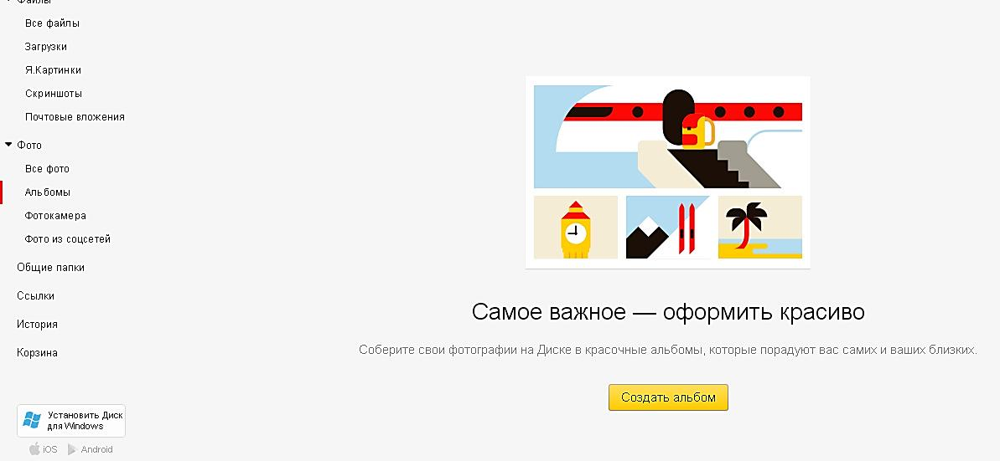 Файлы
Все файлы
Загрузки
Я.Картинки
Скриншоты
Почтовые вложения
Фото
Все фото
Альбомы
Фотокамера
Фото из соцсетей
Общие папки
Ссылки
История
Корзина
Установить Диск
для Windows
iOS Android
Самое важное — оформить красиво
Соберите свои фотографии на Диске в красочные альбомы, которые порадуют вас самих и ваших близких.
Создать альбом